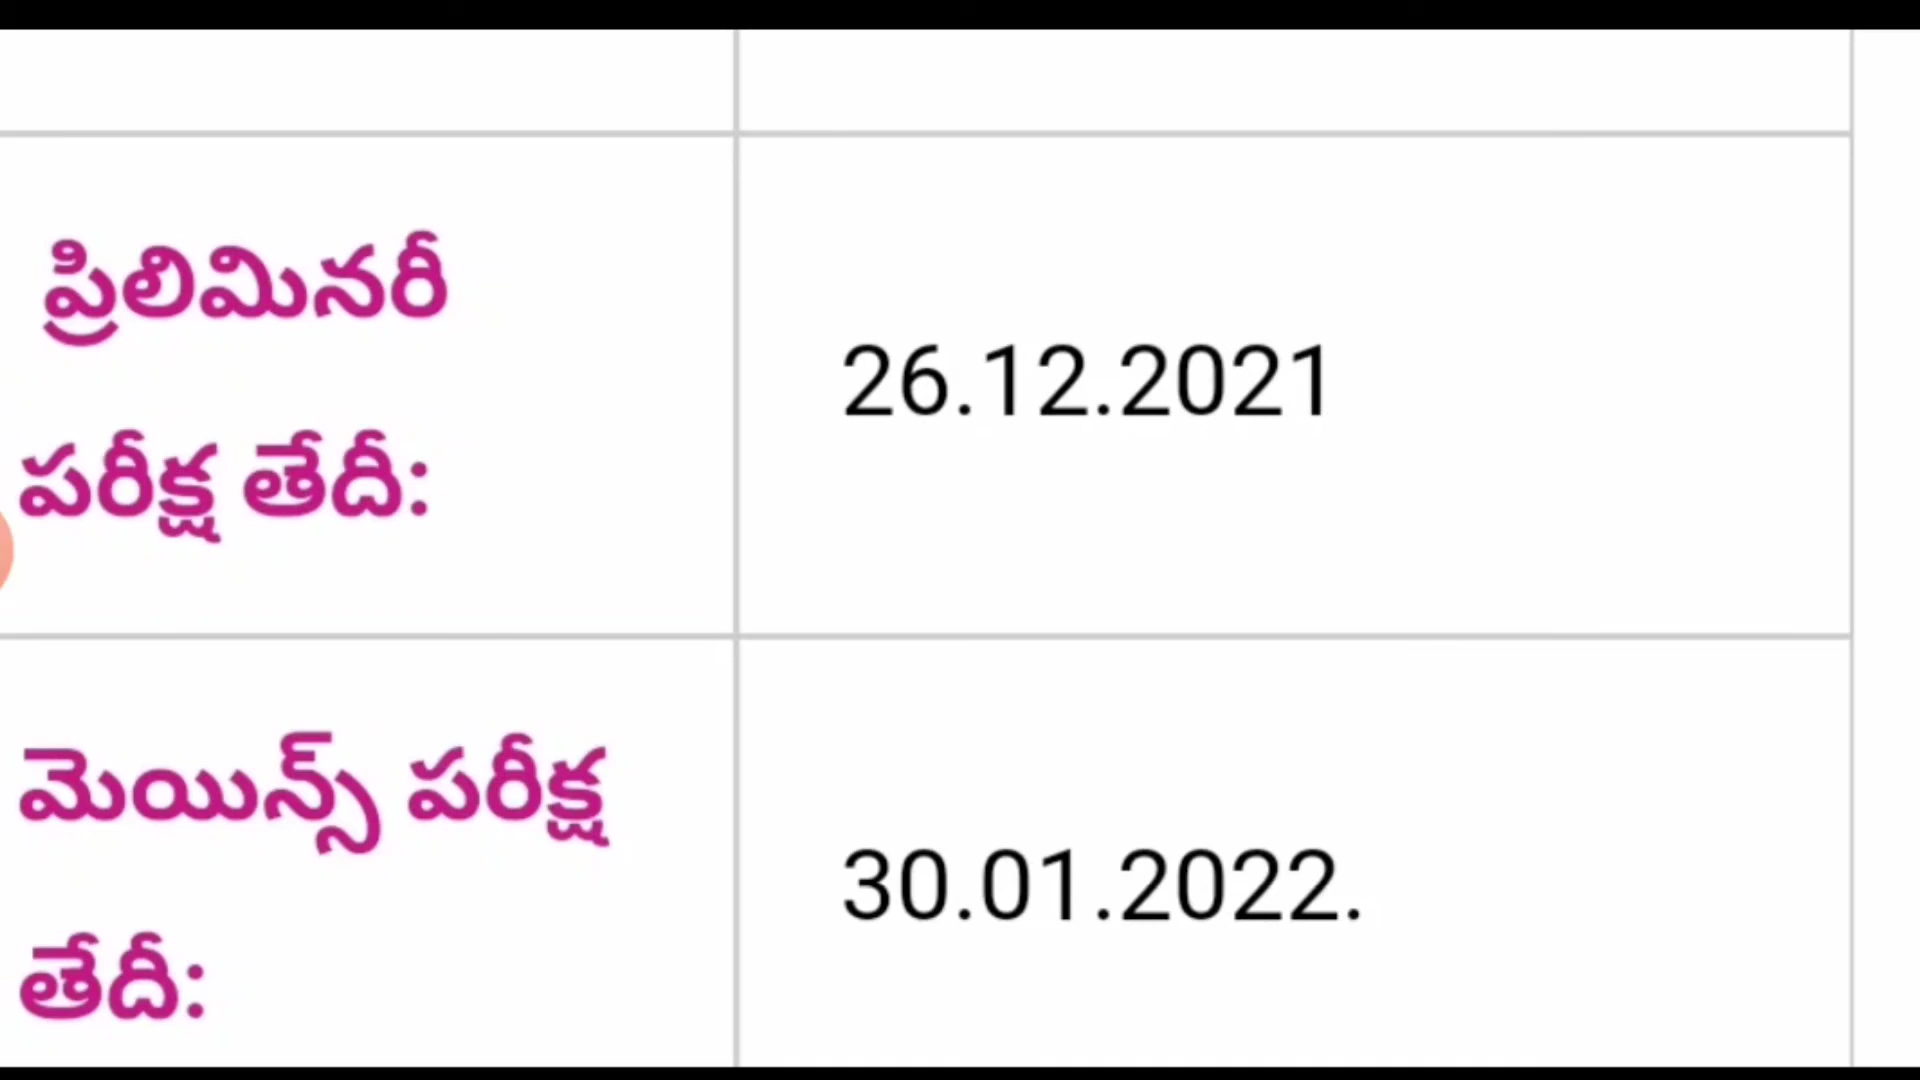 ప్రిలిమినరీ
పరీక్ష తేదీ:
26.12.2021
మెయిన్స్ పరీక్ష
తేదీ:
30.01.2022.